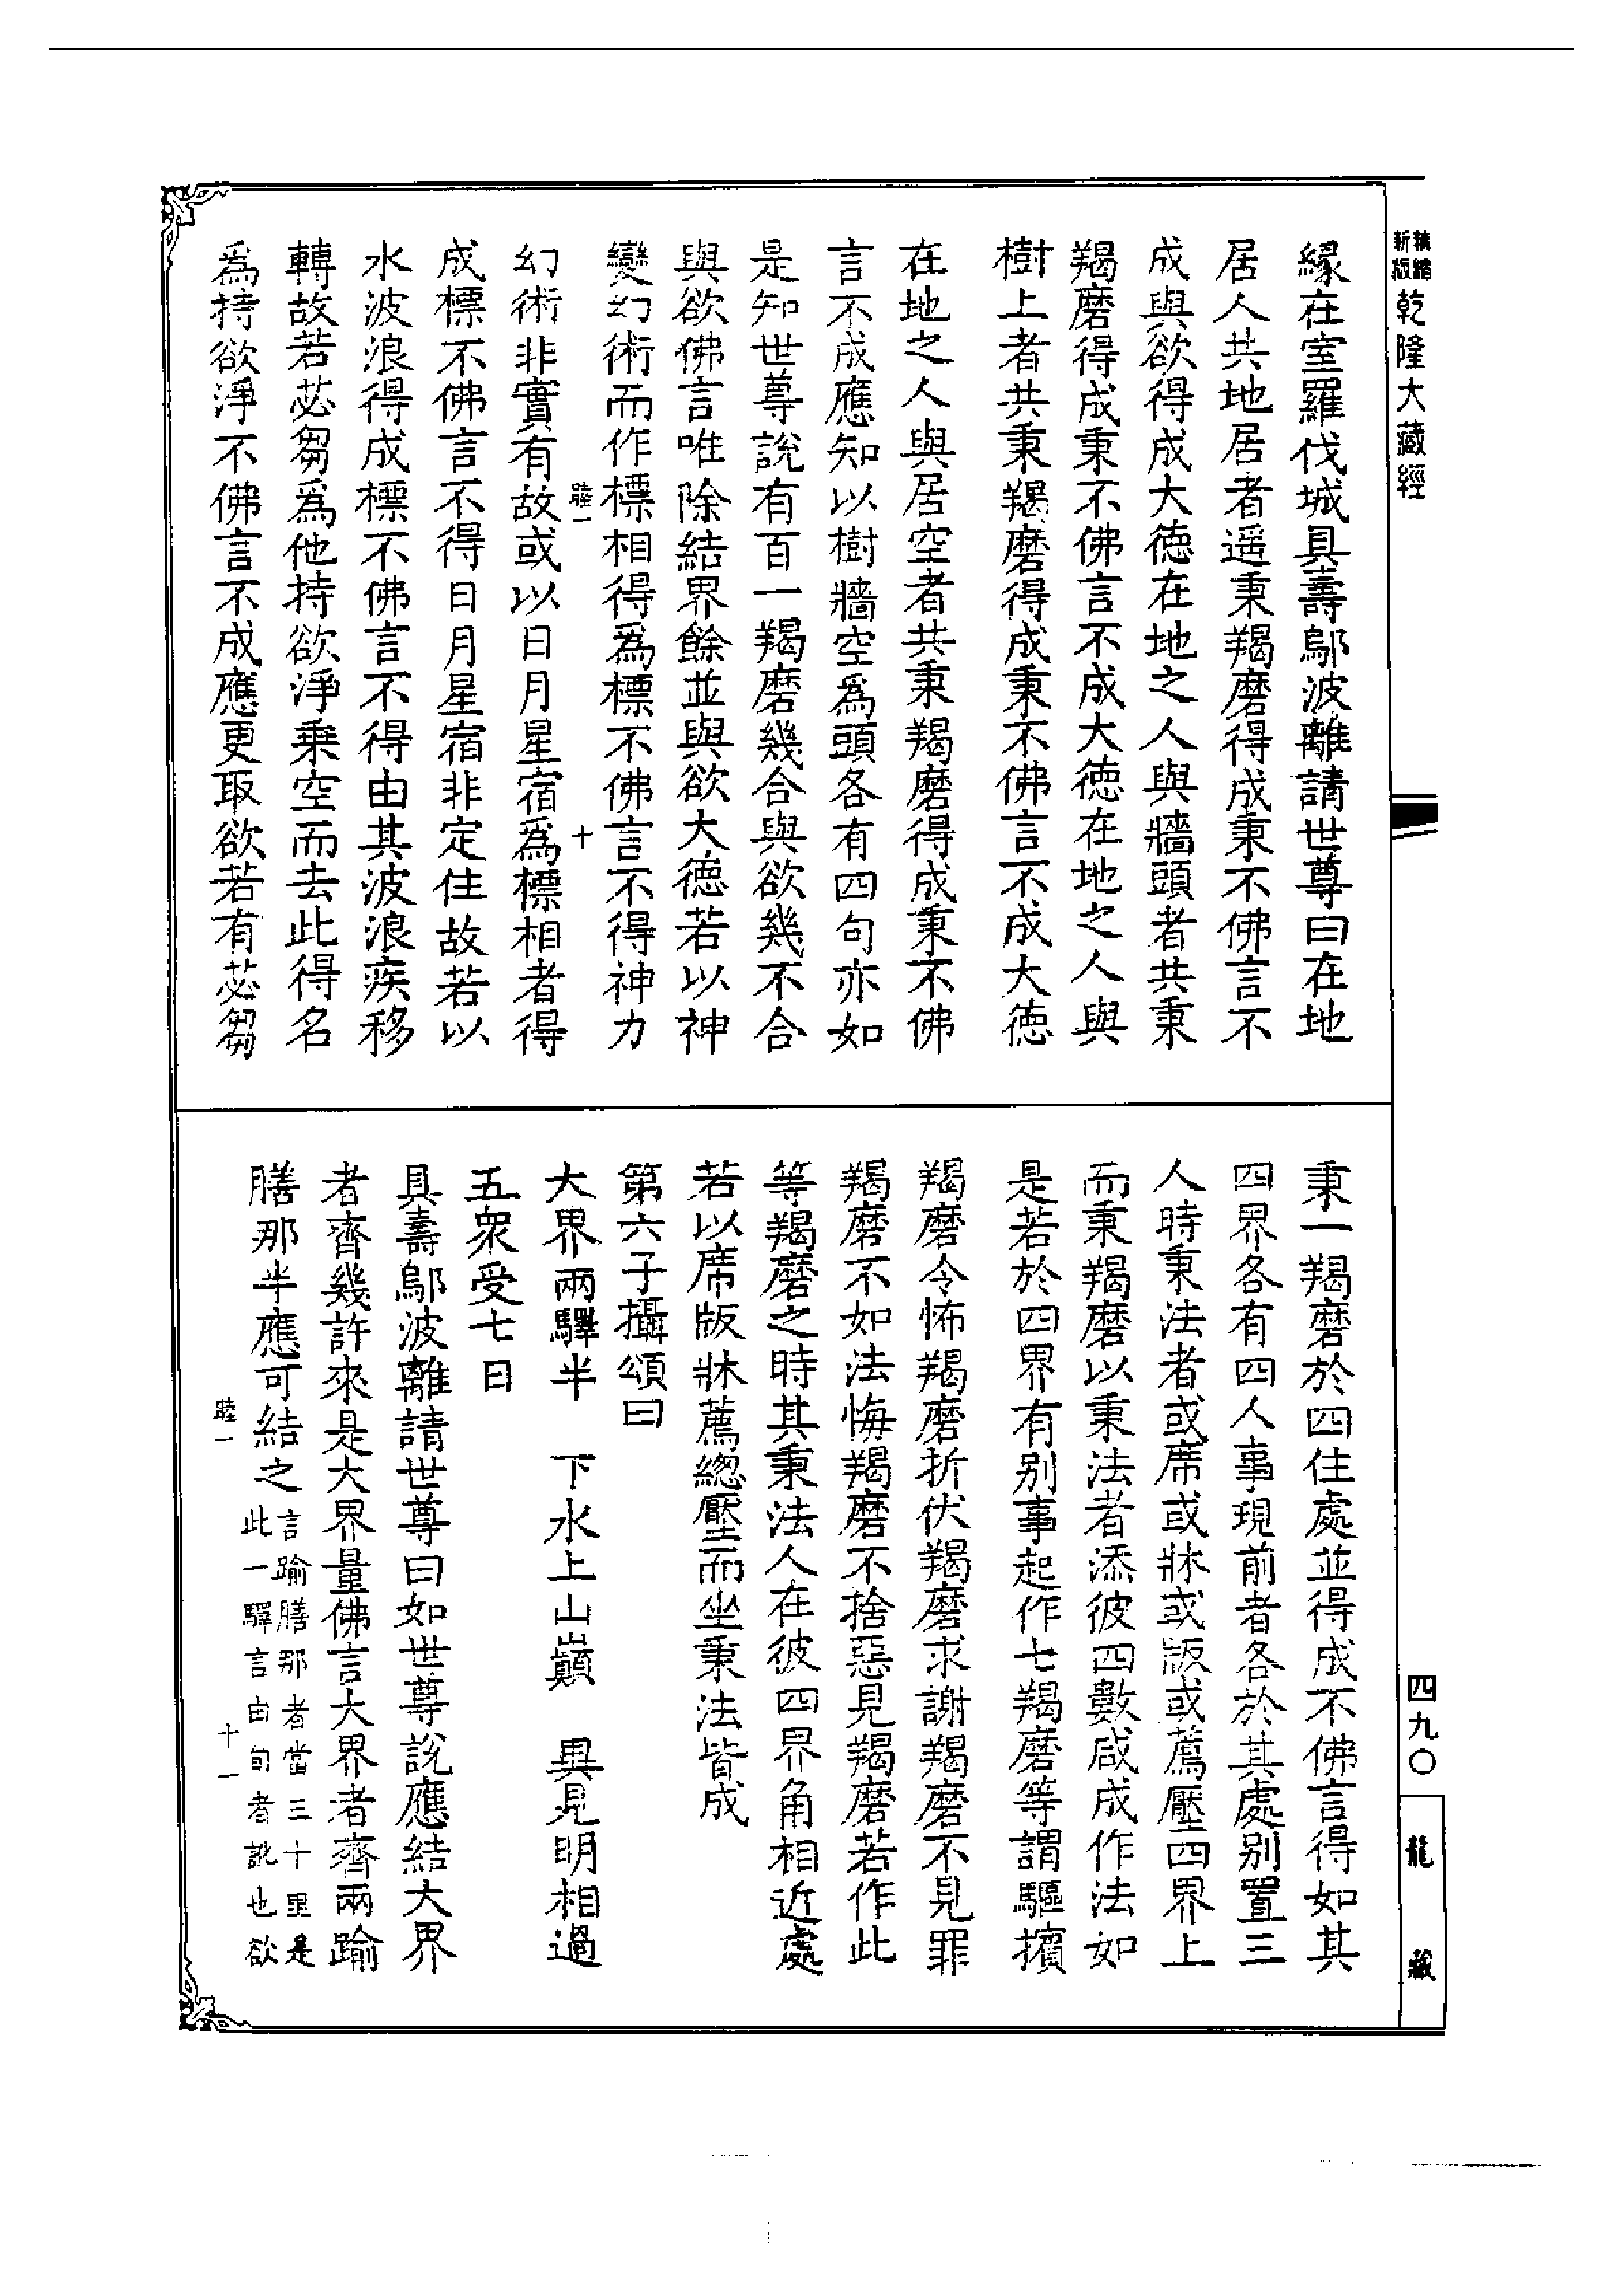 新版精縮乾隆大藏經
緣在室羅伐城具壽鄔波離請世尊曰在地
居人共地居者遥秉羯磨得成秉不佛言不
成與欲得成大徳在地之人與牆頭者共秉
羯磨得成秉不佛言不成大徳在地之人與
樹上者共秉羯磨得成秉不佛言不成大徳
在地之人與居空者共秉羯磨得成秉不佛
言不成應知以樹牆空爲頭各有四句亦如
是知世尊說有百一羯磨幾合與欲幾不合
與欲佛言唯除結界餘並與欲大德若以神
變幻術而作標相得爲標不佛言不得神力
睦一 十
幻術非實有故或以日月星宿爲標相者得
成標不佛言不得日月星宿非定住故若以
水波浪得成標不佛言不得由其波浪疾移
轉故若苾芻爲他持欲淨乘空而去此得名
爲持欲淨不佛言不成應更取欲若有苾芻
秉一羯磨於四住處並得成不佛言得如其
四界各有四人事現前者各於其處別置三
人時秉法者或席或牀或版或薦壓四界上
而秉羯磨以秉法者添彼四數咸成作法如
是若於四界有別事起作七羯磨等謂驅擯
羯磨令怖羯磨折伏羯磨求謝羯磨不見罪
羯磨不如法悔羯磨不捨惡見羯磨若作此
等羯磨之時其秉法人在彼四界角相近處
若以席版牀薦總壓而坐秉法皆成
第六子攝頌曰
大界兩驛半 下水上山巔 異見明相過
五衆受七日
具壽鄔波離請世尊曰如世尊說應結大界
者齊幾許來是大界量佛言大界者齊兩踰
膳那半應可結之言踰膳那者當三十里是
此一驛言由旬者訛也欲
睦一 十一
四九〇
龍藏